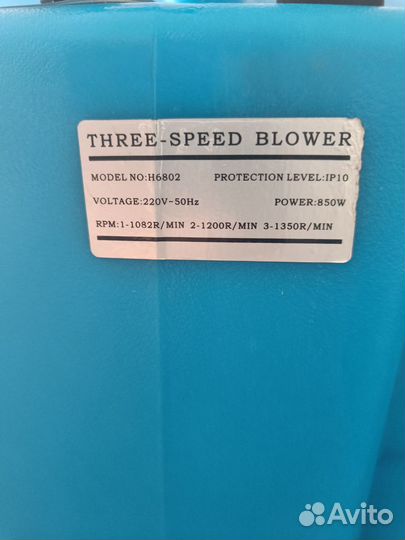 THREE-SPEED BLOWER
MODEL NO:H6802 PROTECTION LEVEL:IP10
VOLTAGE:220V~50Hz POWER:850W
RPM:1-1082R/MIN 2-1200R/MIN 3-1350R/MIN
Avito